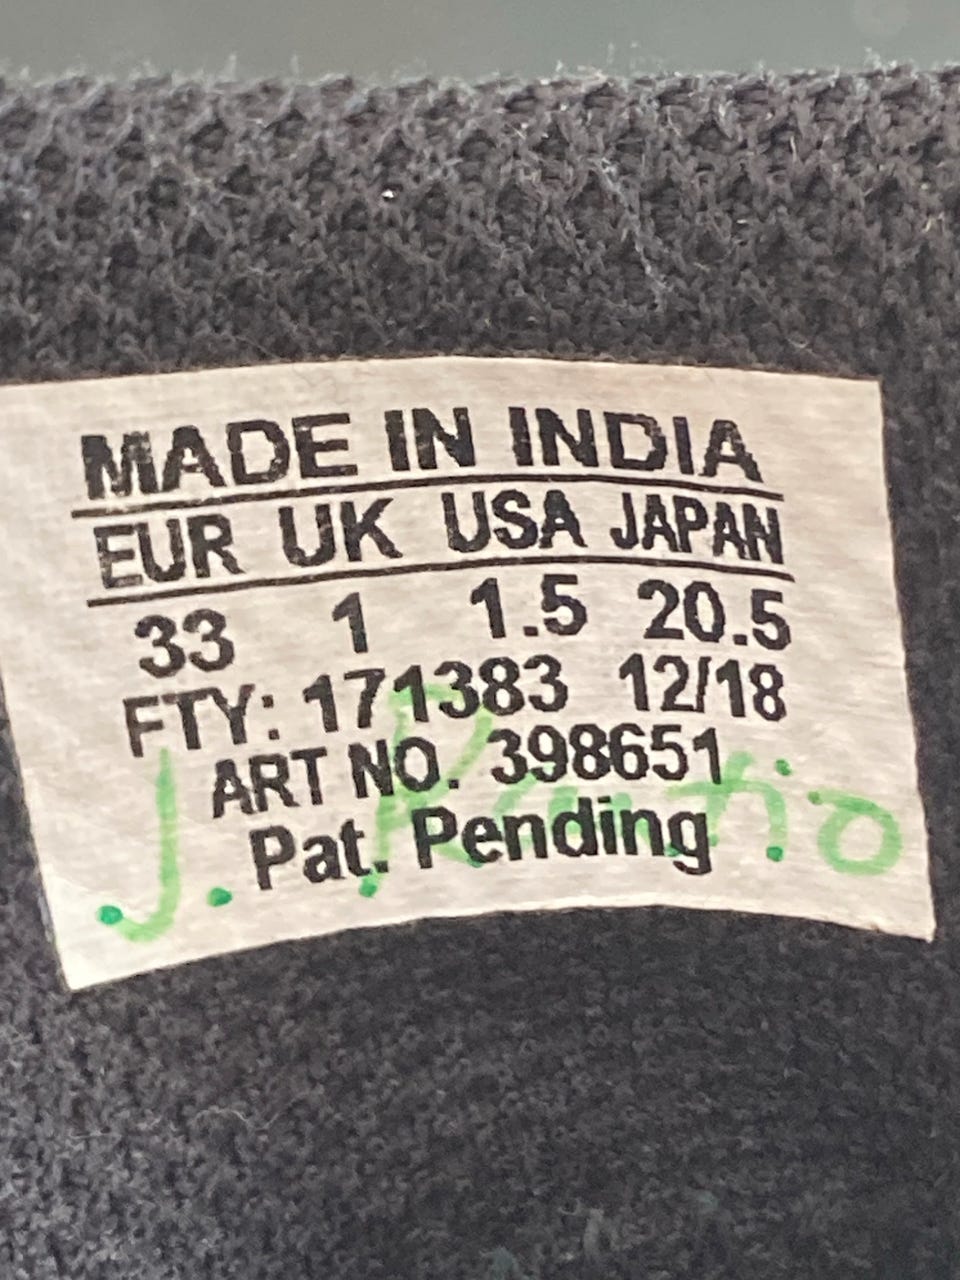 MADE IN INDIA
EUR UK USA JAPAN
33 1 1.5 20.5
FTY: 171383 12/18
ART NO. 398651
Pat. Pending
J.